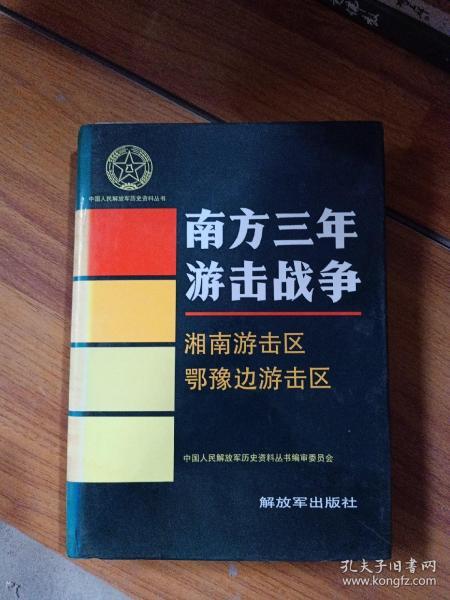 中国人民解放军历史资料丛书
南方三年
游击战争
湘南游击区
鄂豫边游击区
中国人民解放军历史资料丛书编审委员会
解放军出版社
孔夫子旧书网
www.kongfz.com